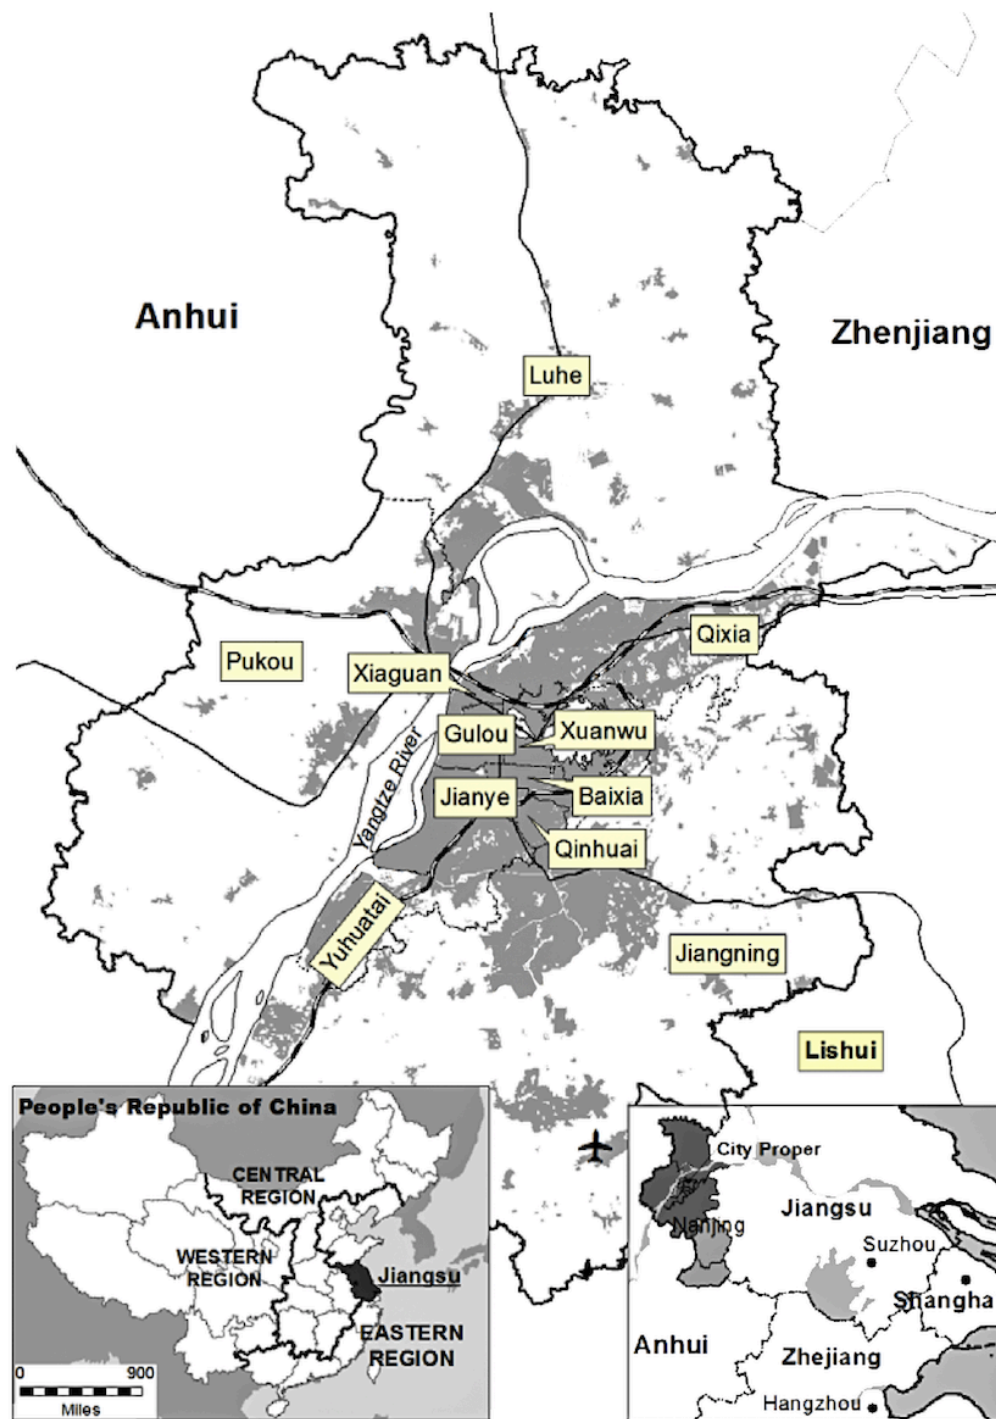 Anhui
Zhenjiang
Luhe
Qixia
Pukou
Xiaguan
Gulou
Xuanwu
Yangtze River
Jianye
Baixia
Qinhuai
Yuhuatai
Jiangning
Lishui
People's Republic of China
CENTRAL
REGION
WESTERN
REGION
Jiangsu
EASTERN
REGION
0 900
Miles
City Proper
Jiangsu
Nanjing
Suzhou
Shangha
Anhui
Zhejiang
Hangzhou